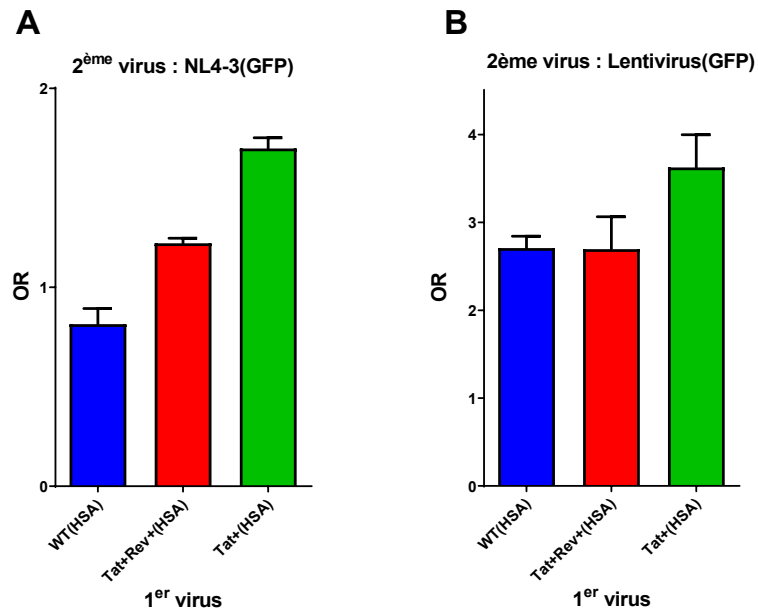 A
2ème virus : NL4-3(GFP)
2
1
0
OR
WT(HSA)
Tat+Rev+(HSA)
Tat+(HSA)
1er virus
B
2ème virus : Lentivirus(GFP)
4
3
2
1
0
OR
WT(HSA)
Tat+Rev+(HSA)
Tat+(HSA)
1er virus